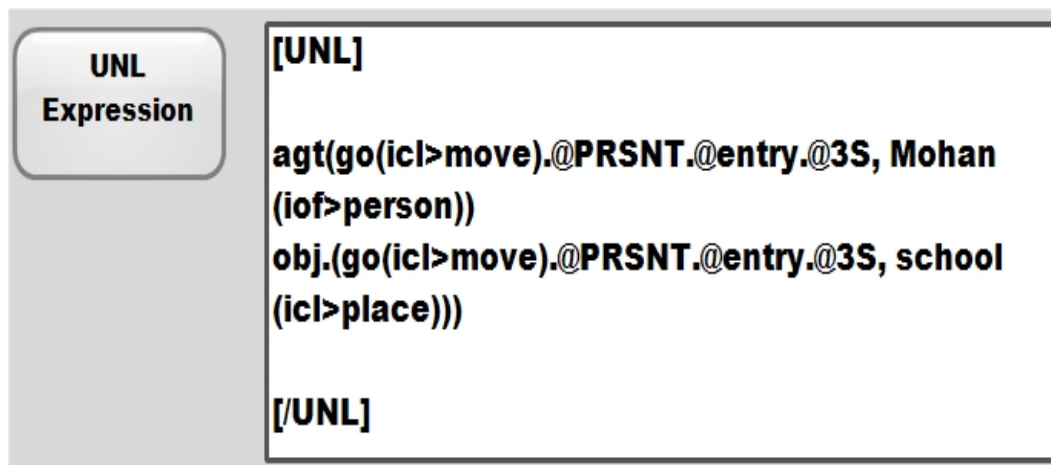 UNL
Expression
[UNL]
agt(go(icl>move).@PRSNT.@entry.@3S, Mohan
(iof>person))
obj.(go(icl>move).@PRSNT.@entry.@3S, school
(icl>place)))
[/UNL]